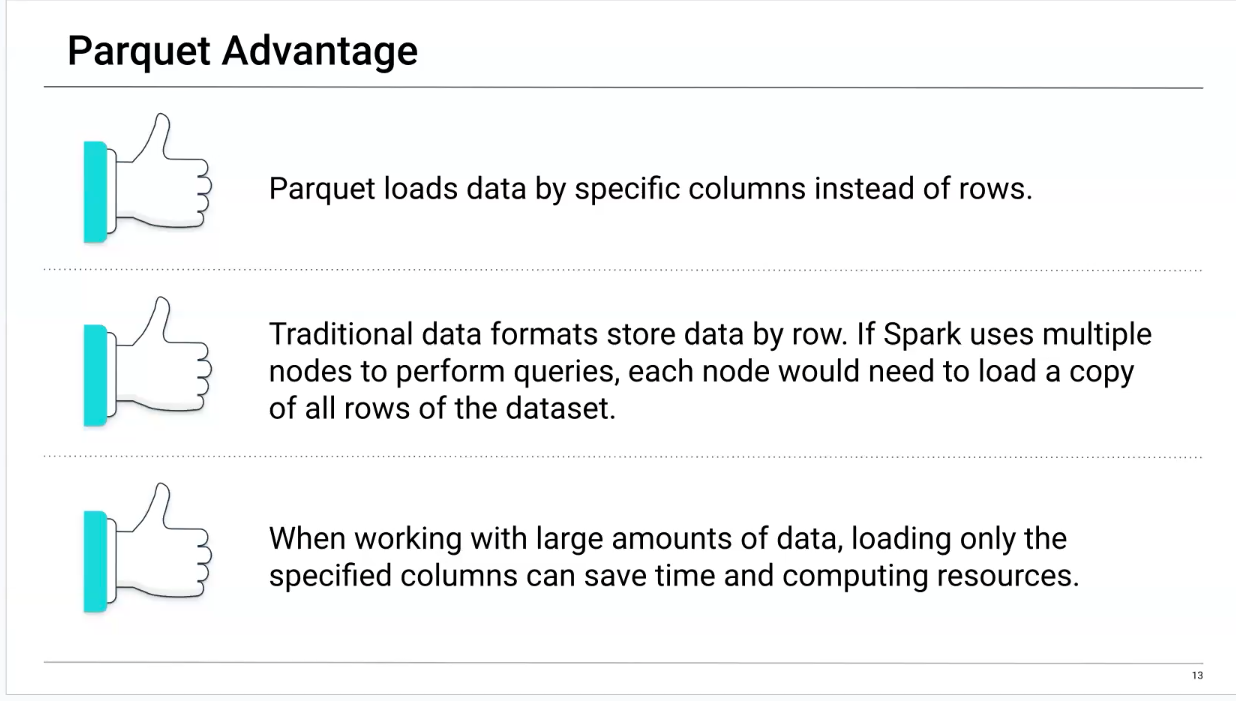 Parquet Advantage
Parquet loads data by specific columns instead of rows.
Traditional data formats store data by row. If Spark uses multiple
nodes to perform queries, each node would need to load a copy
of all rows of the dataset.
When working with large amounts of data, loading only the
specified columns can save time and computing resources.
13